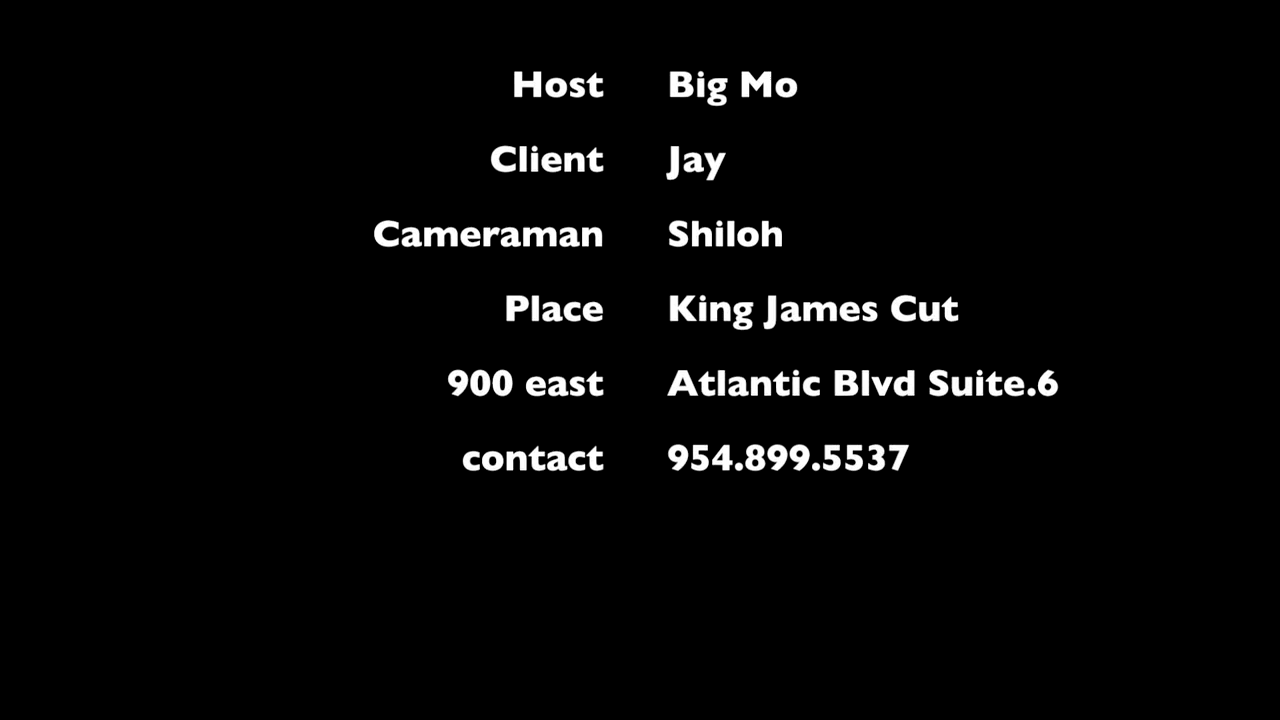 Host Big Mo
Client Jay
Cameraman Shiloh
Place King James Cut
900 east Atlantic Blvd Suite.6
contact 954.899.5537